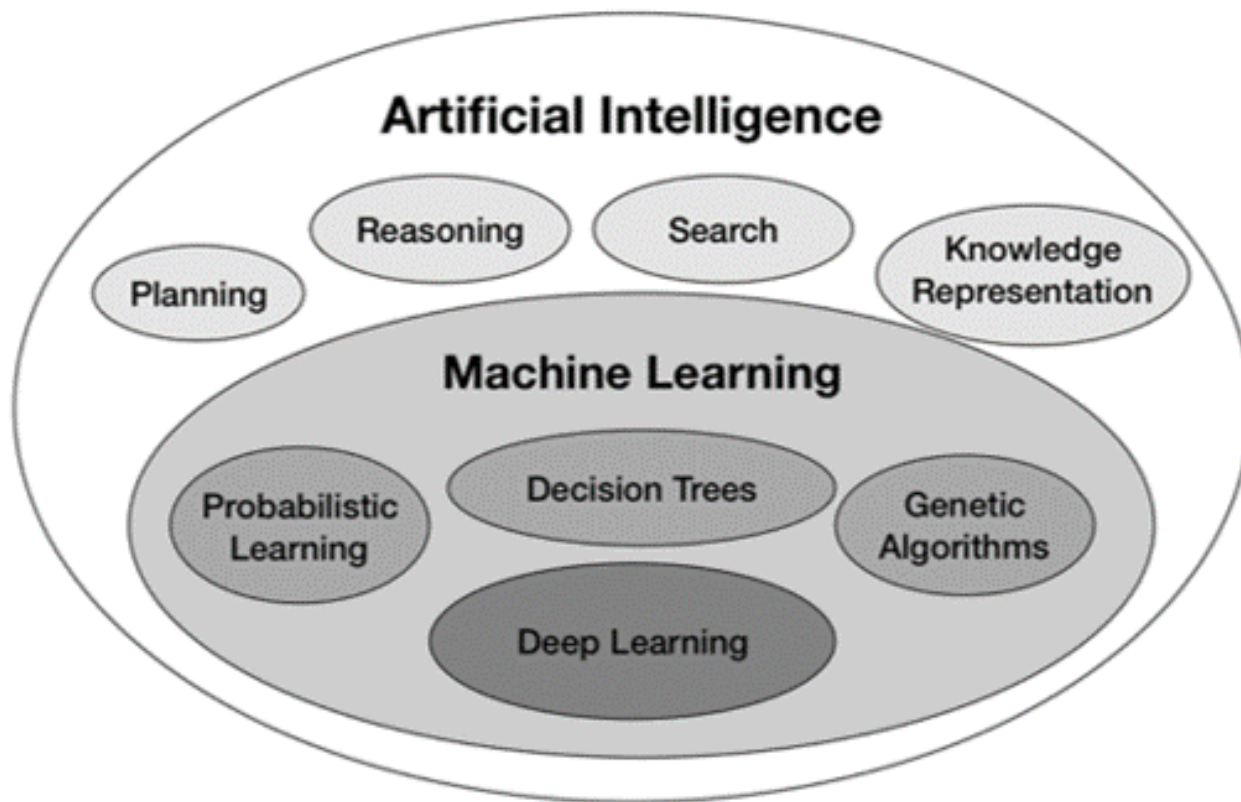 Artificial Intelligence
Reasoning
Search
Knowledge
Representation
Planning
Machine Learning
Probabilistic
Learning
Decision Trees
Genetic
Algorithms
Deep Learning